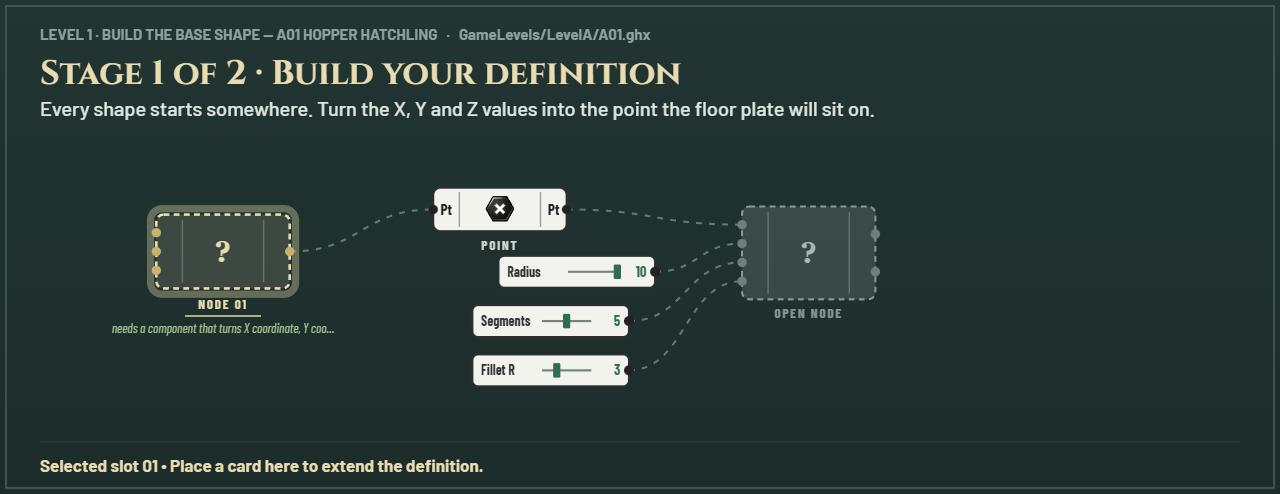 LEVEL 1 · BUILD THE BASE SHAPE — A01 HOPPER HATCHLING · GameLevels/LevelA/A01.ghx
STAGE 1 OF 2 · BUILD YOUR DEFINITION
Every shape starts somewhere. Turn the X, Y and Z values into the point the floor plate will sit on.
?
NODE 01
needs a component that turns X coordinate, Y coo...
Pt Pt
POINT
Radius 10
Segments 5
Fillet R 3
?
OPEN NODE
Selected slot 01 • Place a card here to extend the definition.